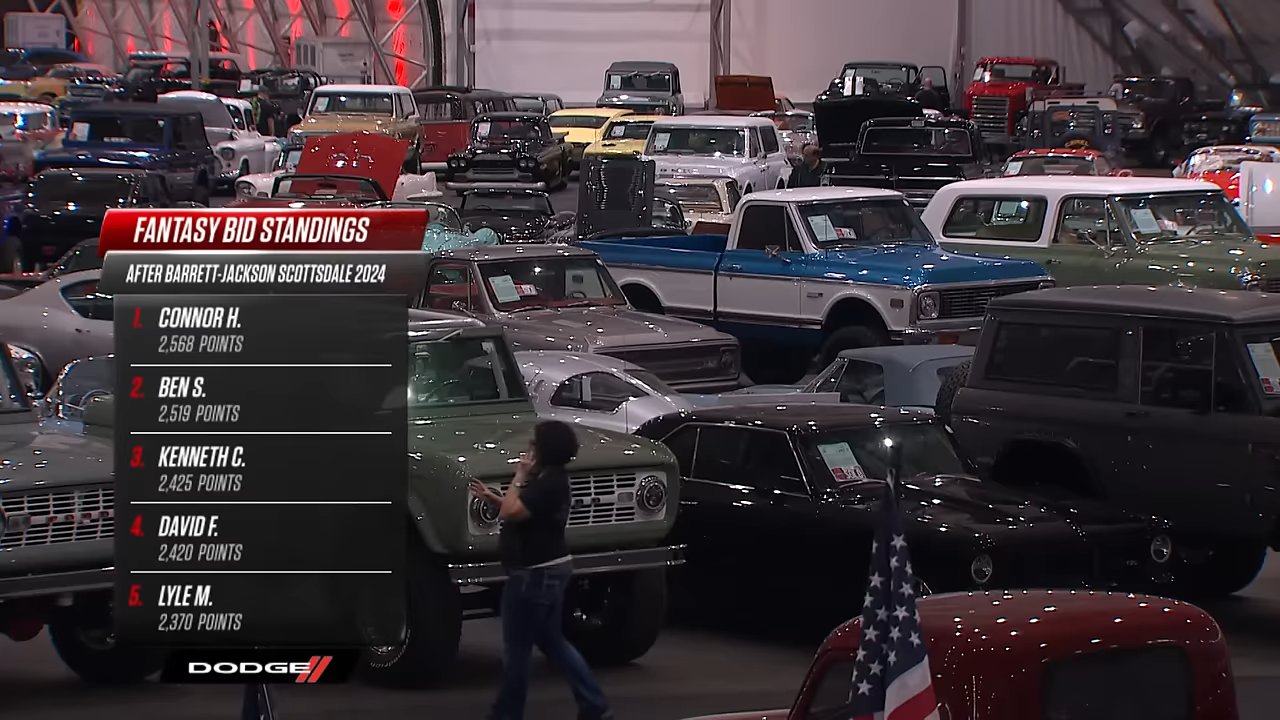 FANTASY BID STANDINGS
AFTER BARRETT-JACKSON SCOTTSDALE 2024
1. CONNOR H.
2,568 POINTS
2. BEN S.
2,519 POINTS
3. KENNETH C.
2,425 POINTS
4. DAVID F.
2,420 POINTS
5. LYLE M.
2,370 POINTS
DODGE